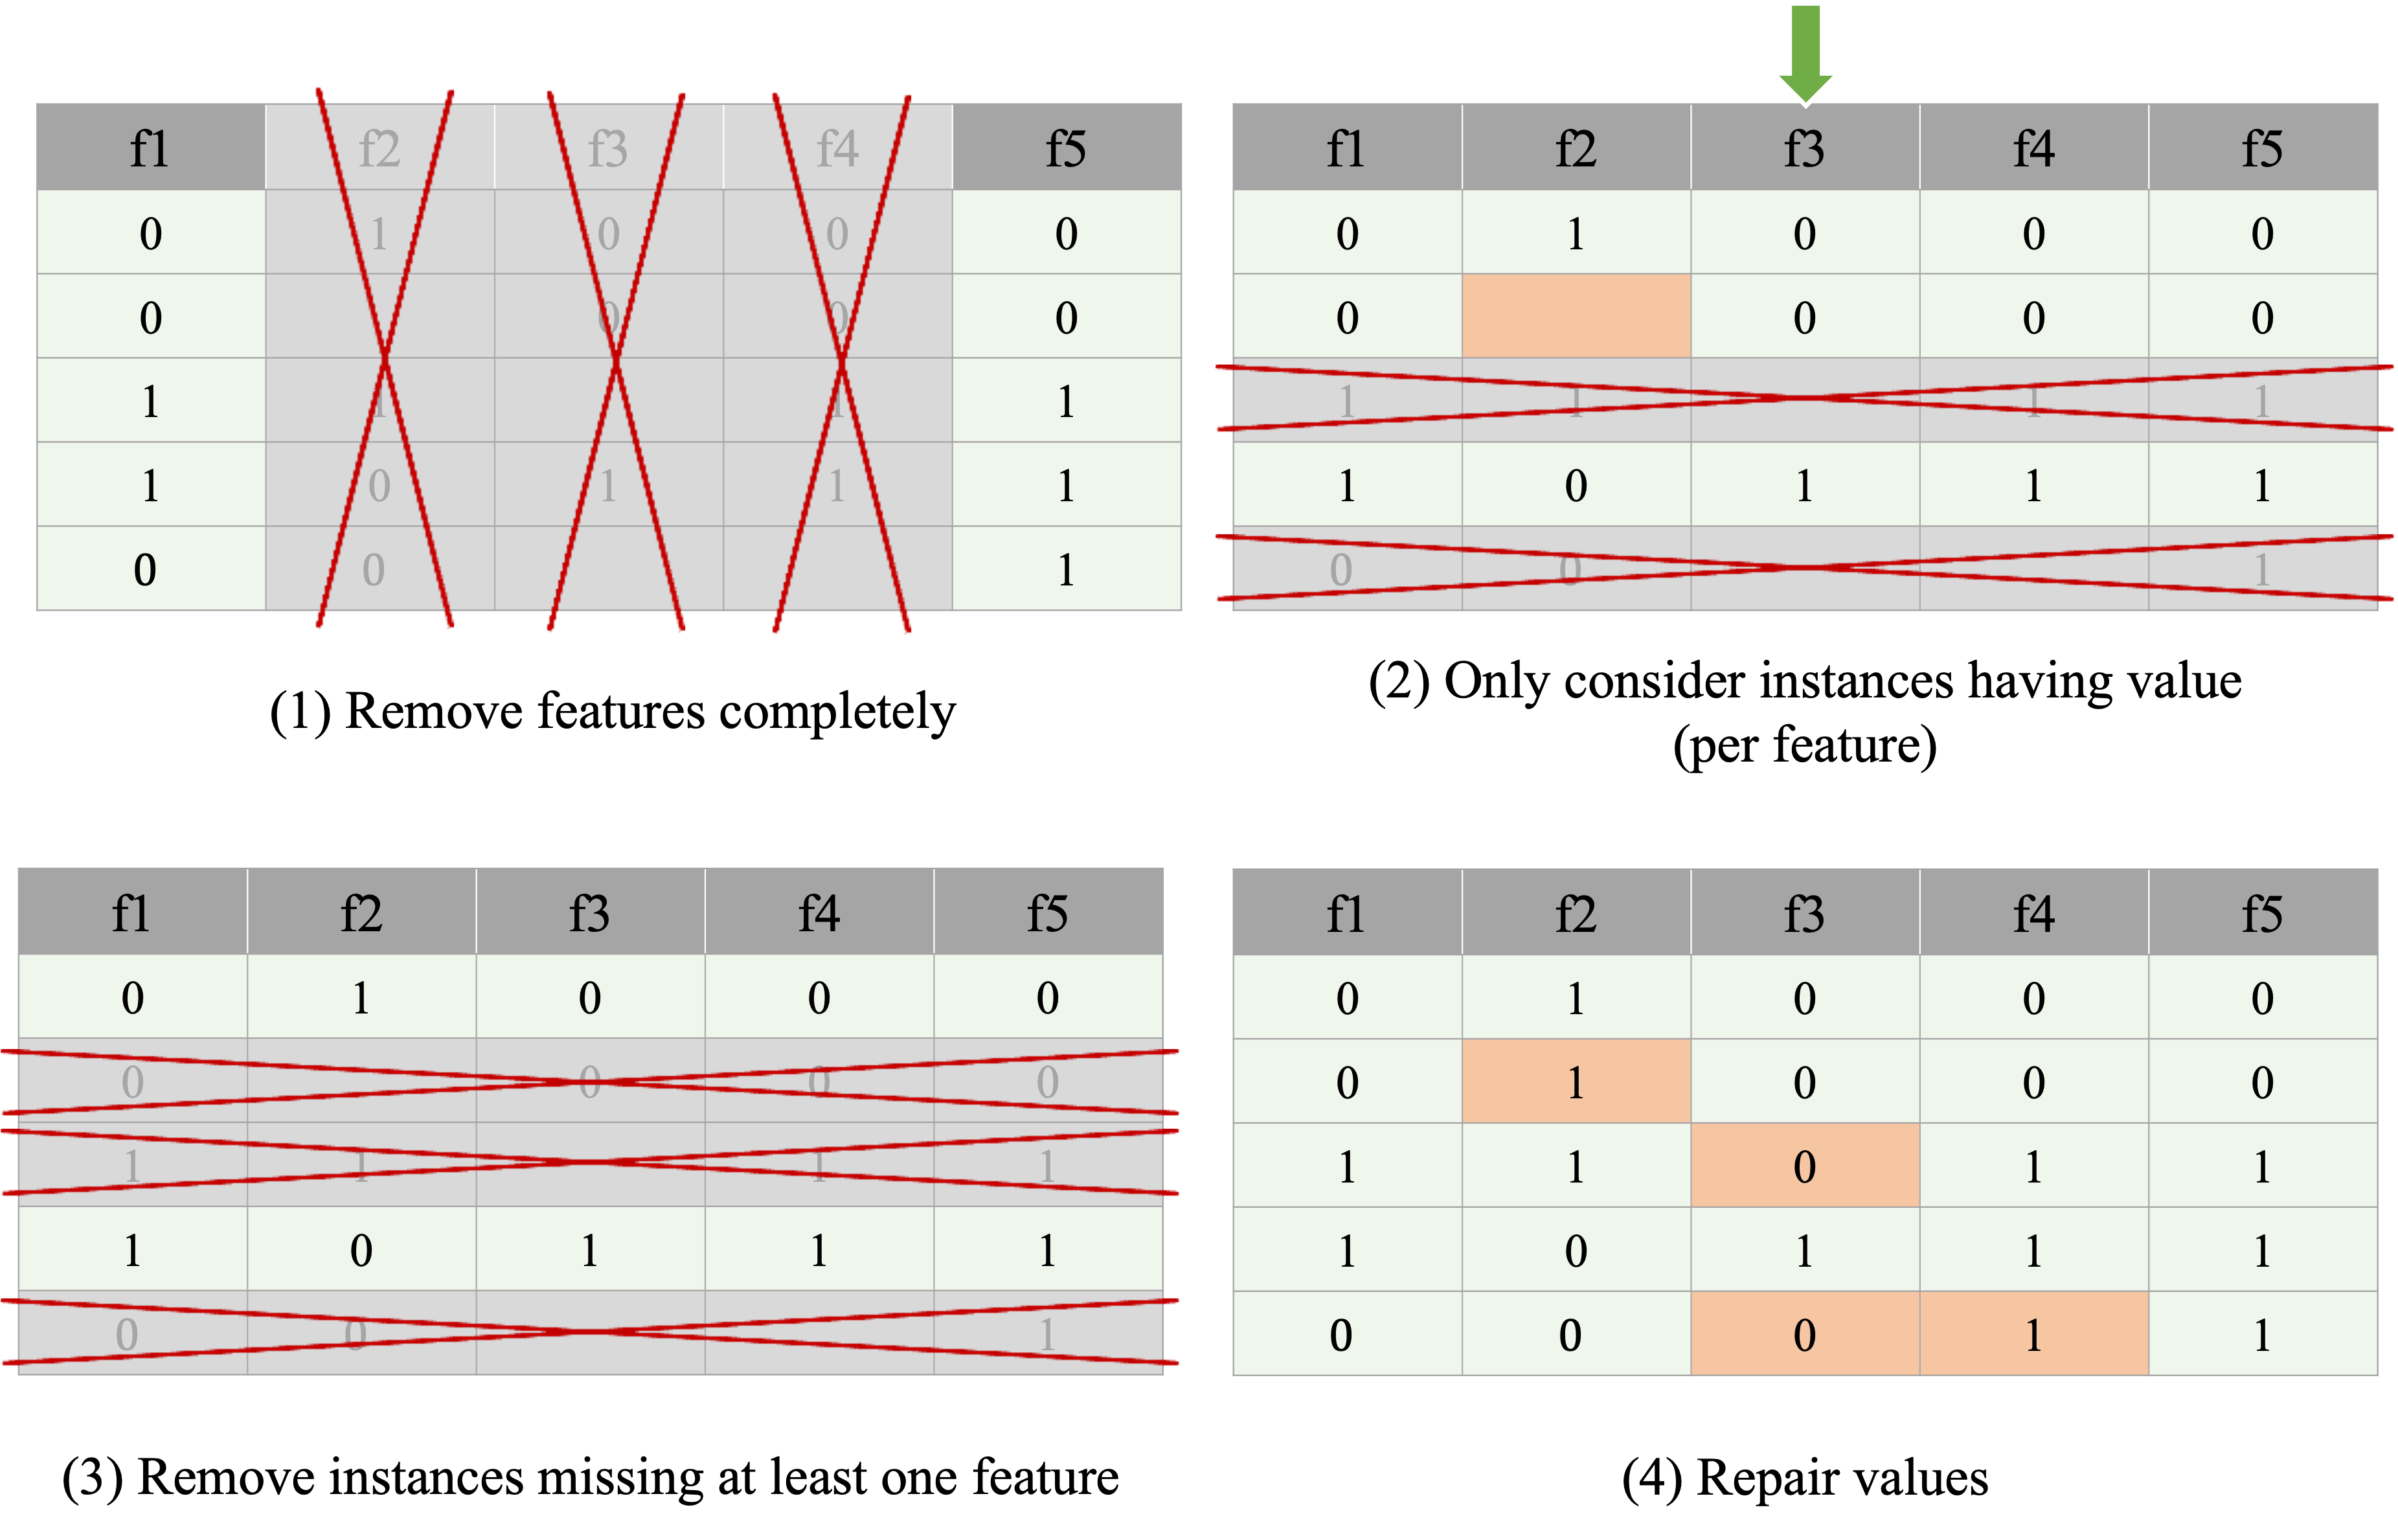 f1 f2 f3 f4 f5
0 1 0 0 0
0 0 0 0
1 1 1 1
1 0 1 1 1
0 0 1
(1) Remove features completely
f1 f2 f3 f4 f5
0 1 0 0 0
0 0 0 0
1 1 1 1
1 0 1 1 1
0 0 1
(2) Only consider instances having value
(per feature)
f1 f2 f3 f4 f5
0 1 0 0 0
0 0 0 0
1 1 1 1
1 0 1 1 1
0 0 1
(3) Remove instances missing at least one feature
f1 f2 f3 f4 f5
0 1 0 0 0
0 1 0 0 0
1 1 0 1 1
1 0 1 1 1
0 0 0 1 1
(4) Repair values